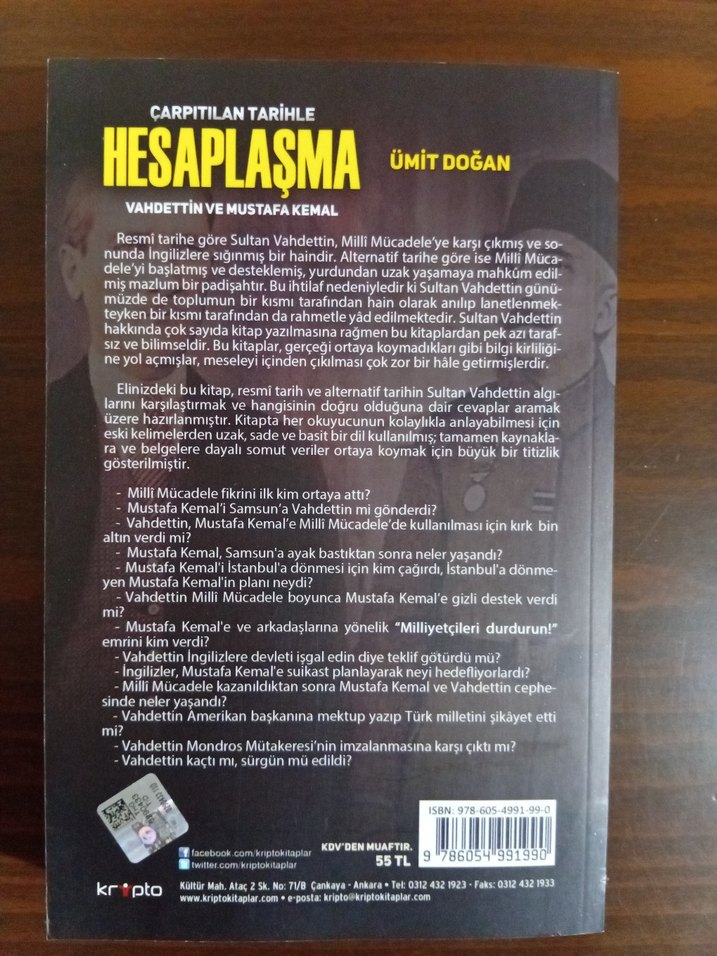 ÇARPITILAN TARİHLE
HESAPLAŞMA
ÜMİT DOĞAN
VAHDETTİN VE MUSTAFA KEMAL
Resmî tarihe göre Sultan Vahdettin, Millî Mücadele'ye karşı çıkmış ve so-
nunda İngilizlere sığınmış bir haindir. Alternatif tarihe göre ise Millî Müca-
dele'yi başlatmış ve desteklemiş, yurdundan uzak yaşamaya mahkûm edil-
miş mazlum bir padişahtır. Bu ihtilaf nedeniyledir ki Sultan Vahdettin günü-
müzde de toplumun bir kısmı tarafından hain olarak anılıp lanetlenmek-
teyken bir kısmı tarafından da rahmetle yâd edilmektedir. Sultan Vahdettin
hakkında çok sayıda kitap yazılmasına rağmen bu kitaplardan pek azı taraf-
sız ve bilimseldir. Bu kitaplar, gerçeği ortaya koymadıkları gibi bilgi kirliliği-
ne yol açmışlar, meseleyi içinden çıkılması çok zor bir hâle getirmişlerdir.
Elinizdeki bu kitap, resmî tarih ve alternatif tarihin Sultan Vahdettin algı-
larını karşılaştırmak ve hangisinin doğru olduğuna dair cevaplar aramak
üzere hazırlanmıştır. Kitapta her okuyucunun kolaylıkla anlayabilmesi için
eski kelimelerden uzak, sade ve basit bir dil kullanılmış; tamamen kaynakla-
ra ve belgelere dayalı somut veriler ortaya koymak için büyük bir titizlik
gösterilmiştir.
- Millî Mücadele fikrini ilk kim ortaya attı?
- Mustafa Kemal'i Samsun'a Vahdettin mi gönderdi?
- Vahdettin, Mustafa Kemal'e Millî Mücadele'de kullanılması için kırk bin
altın verdi mi?
- Mustafa Kemal, Samsun'a ayak bastıktan sonra neler yaşandı?
- Mustafa Kemal'i İstanbul'a dönmesi için kim çağırdı, İstanbul'a dönme-
yen Mustafa Kemal'in planı neydi?
- Vahdettin Millî Mücadele boyunca Mustafa Kemal'e gizli destek verdi
mi?
- Mustafa Kemal'e ve arkadaşlarına yönelik "Milliyetçileri durdurun!"
emrini kim verdi?
- Vahdettin İngilizlere devleti işgal edin diye teklif götürdü mü?
- İngilizler, Mustafa Kemal'e suikast planlayarak neyi hedefliyorlardı?
- Millî Mücadele kazanıldıktan sonra Mustafa Kemal ve Vahdettin cephe-
sinde neler yaşandı?
- Vahdettin Amerikan başkanına mektup yazıp Türk milletini şikâyet etti
mi?
- Vahdettin Mondros Mütakeresi'nin imzalanmasına karşı çıktı mı?
- Vahdettin kaçtı mı, sürgün mü edildi?
ISBN: 978-605-4991-99-0
9 786054 991990
KDV'DEN MUAFTIR.
55 TL
facebook.com/kriptokitaplar
twitter.com/kriptokitaplar
kripto
Kültür Mah. Ataç 2 Sk. No: 71/B Çankaya - Ankara • Tel: 0312 432 1923 - Faks: 0312 432 1933
www.kriptokitaplar.com • e-posta: kripto@kriptokitaplar.com